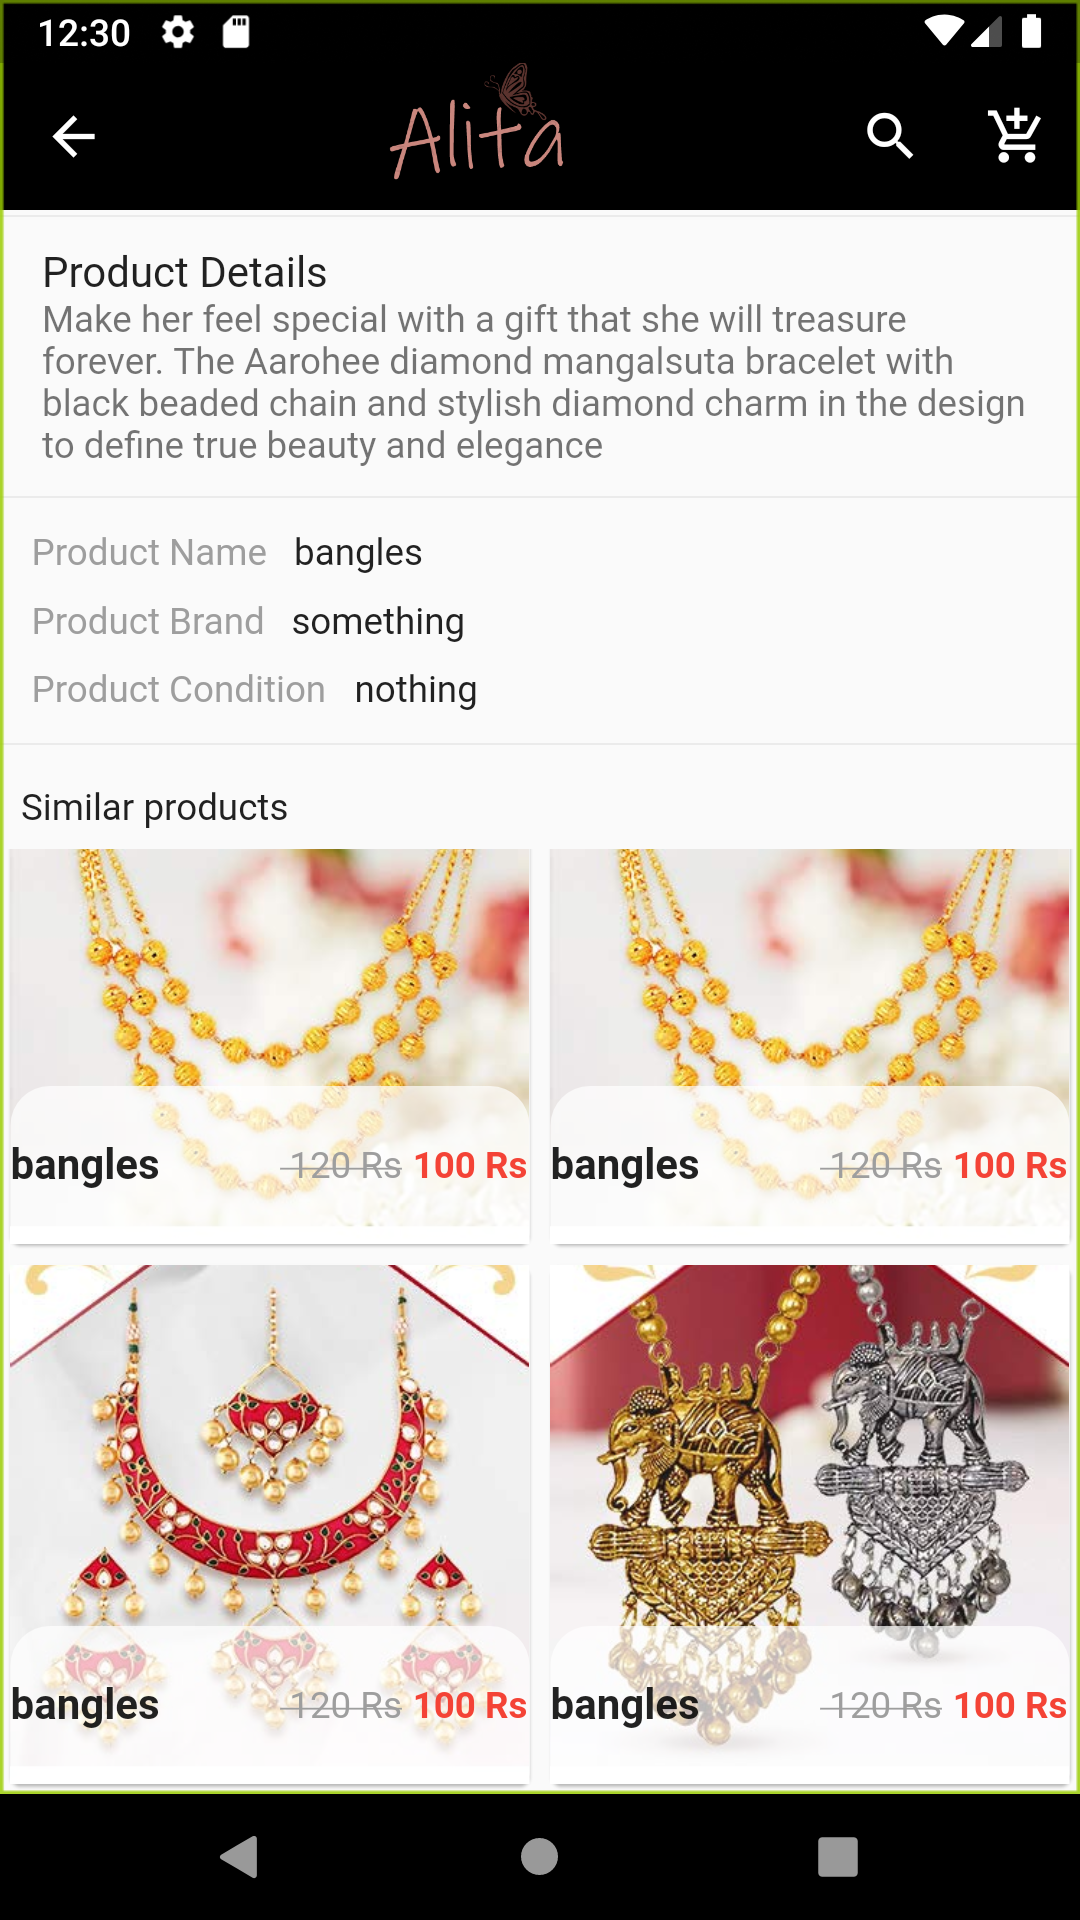 12:30
Alita
Product Details
Make her feel special with a gift that she will treasure
forever. The Aarohee diamond mangalsuta bracelet with
black beaded chain and stylish diamond charm in the design
to define true beauty and elegance
Product Name bangles
Product Brand something
Product Condition nothing
Similar products
bangles 120 Rs 100 Rs
bangles 120 Rs 100 Rs
bangles 120 Rs 100 Rs
bangles 120 Rs 100 Rs